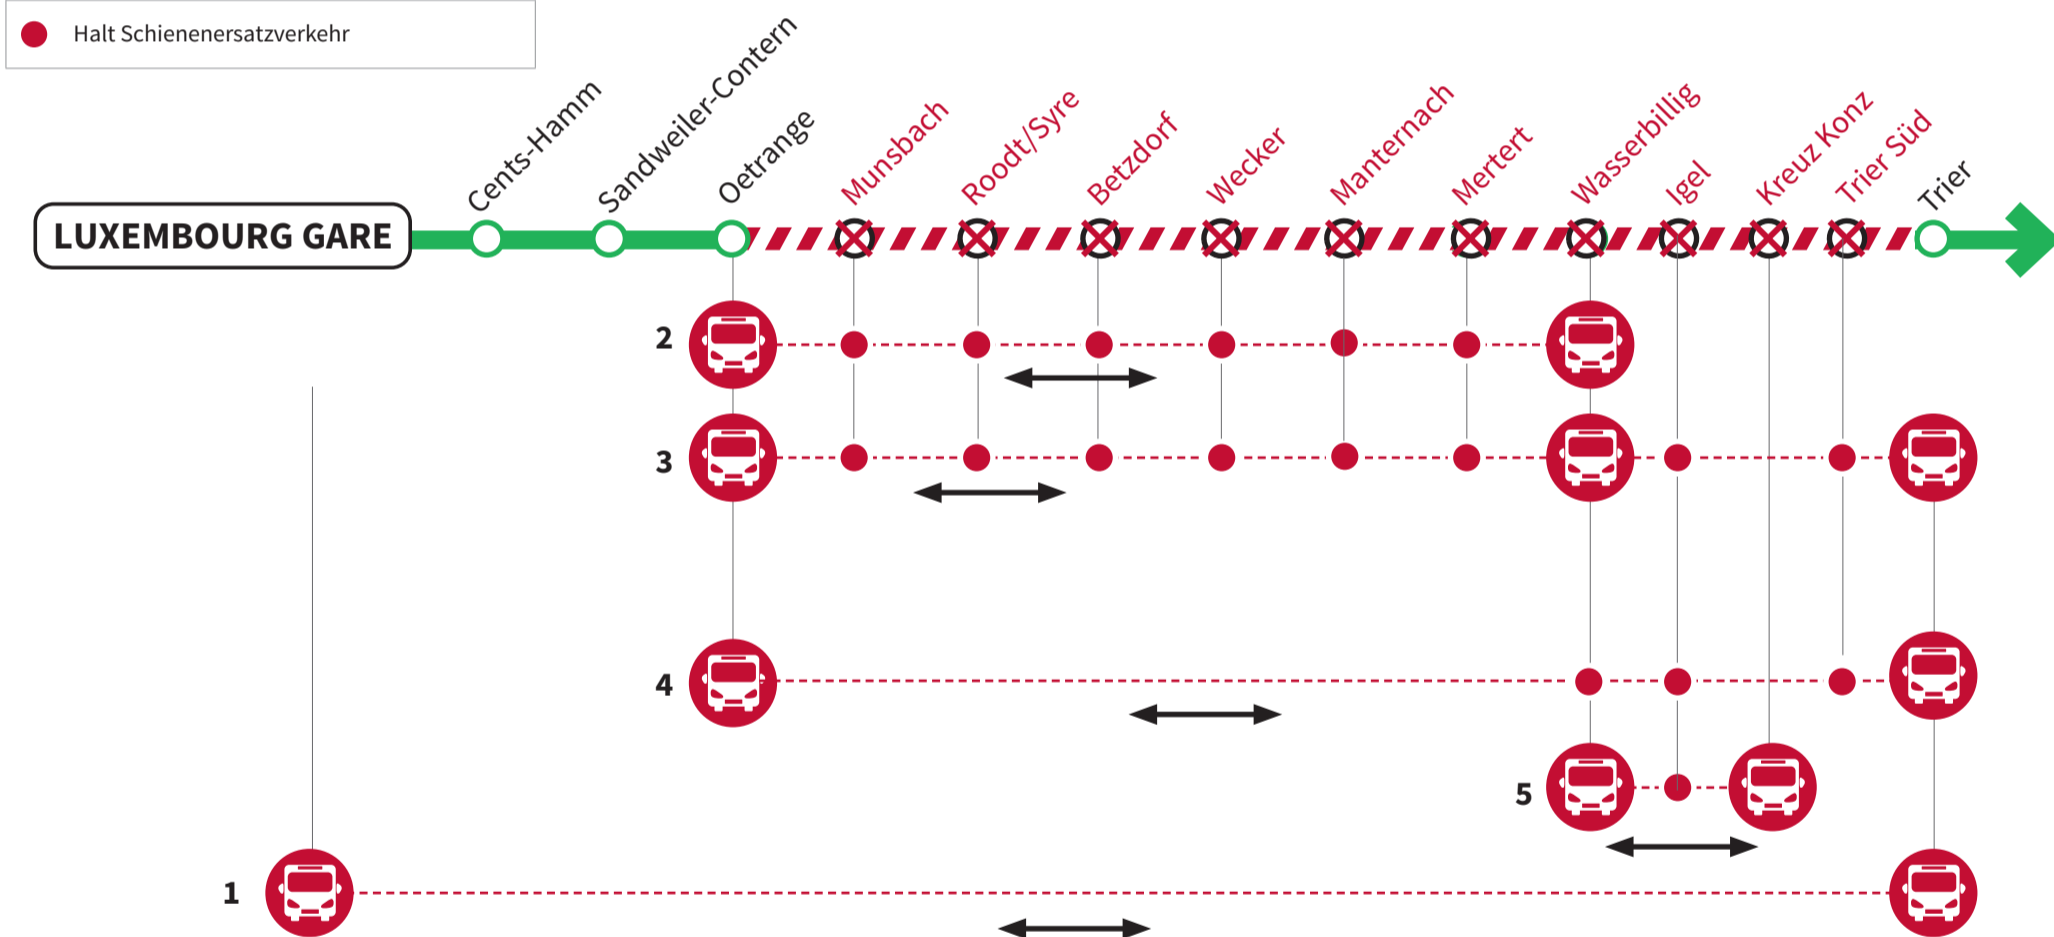 Halt Schienenersatzverkehr
LUXEMBOURG GARE
Cents-Hamm
Sandweiler-Contern
Oetrange
Munsbach
Roodt/Syre
Betzdorf
Wecker
Manternach
Mertert
Wasserbillig
Igel
Kreuz Konz
Trier Süd
Trier
2
3
4
5
1